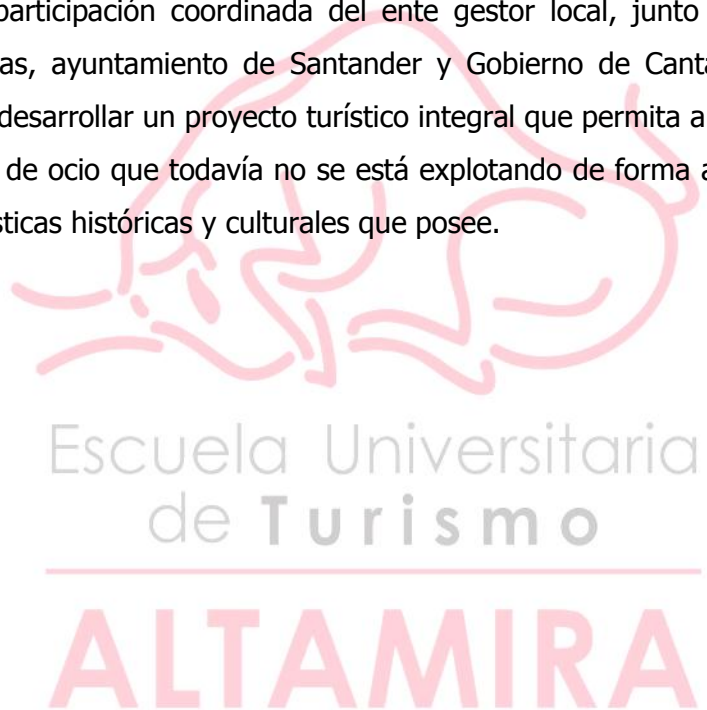 participación coordinada del ente gestor local, junto
as, ayuntamiento de Santander y Gobierno de Cant
desarrollar un proyecto turístico integral que permita a
de ocio que todavía no se está explotando de forma a
sticas históricas y culturales que posee.
Escuela Universitaria
de Turismo
ALTAMIRA